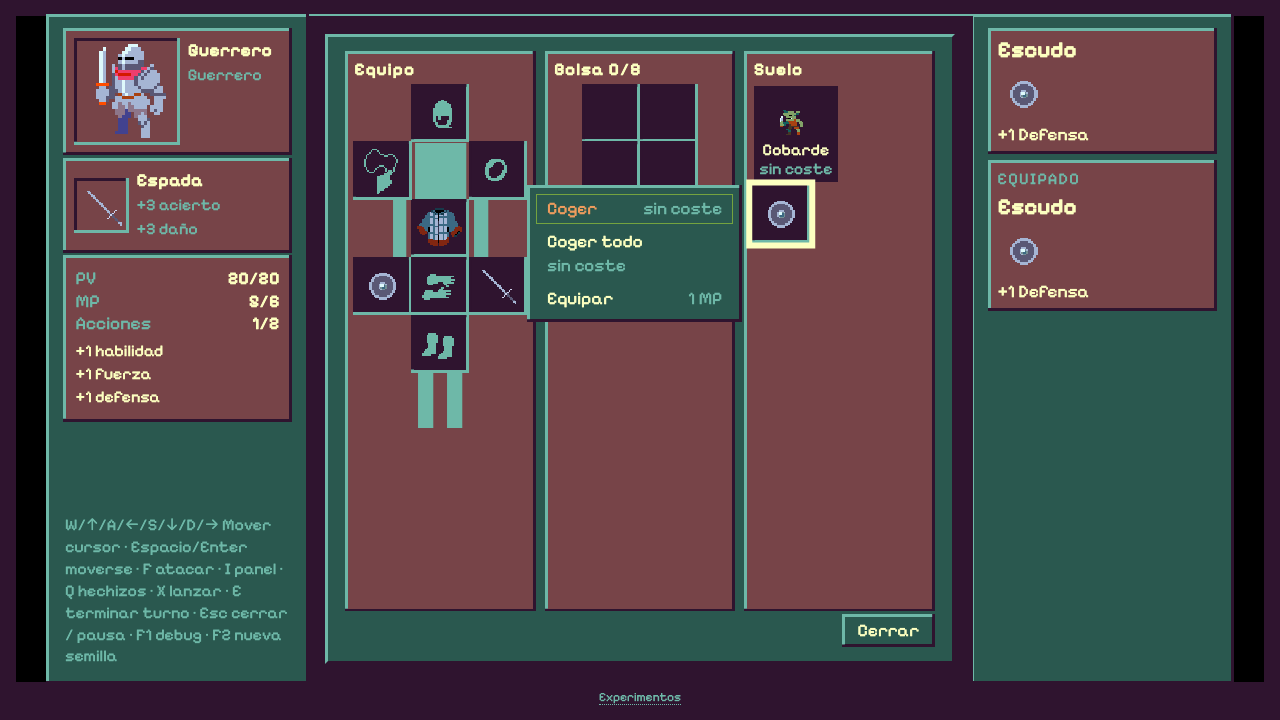 Guerrero
Guerrero
Espada
+3 acierto
+3 daño
PV 80/80
MP 8/8
Acciones 1/2
+1 habilidad
+1 fuerza
+1 defensa
W/↑/A/←/S/↓/D/→ Mover
cursor · Espacio/Enter
moverse · F atacar · I panel ·
Q hechizos · X lanzar · E
terminar turno · Esc cerrar
/ pausa · F1 debug · F2 nueva
semilla
Equipo
Bolsa 0/8
Suelo
Cobarde
sin coste
Coger sin coste
Coger todo
sin coste
Equipar 1 MP
Cerrar
Escudo
+1 Defensa
EQUIPADO
Escudo
+1 Defensa
Experimentos